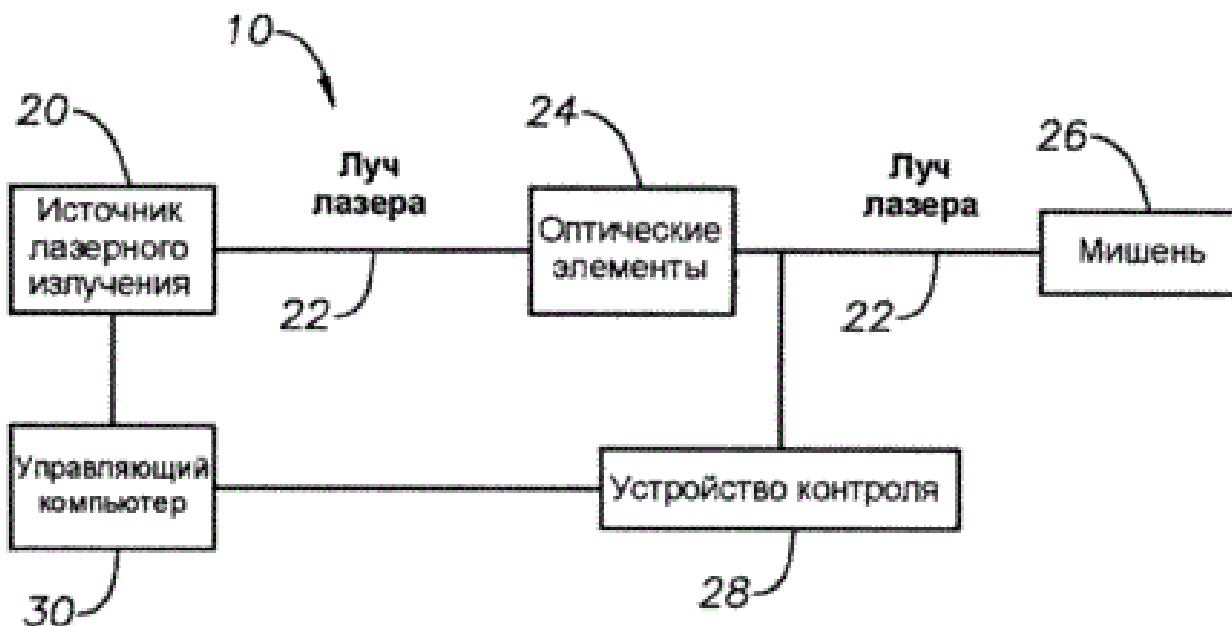 10
20
24
26
Луч
лазера
Луч
лазера
Источник
лазерного
излучения
Оптические
элементы
Мишень
22
22
Управляющий
компьютер
Устройство контроля
30
28